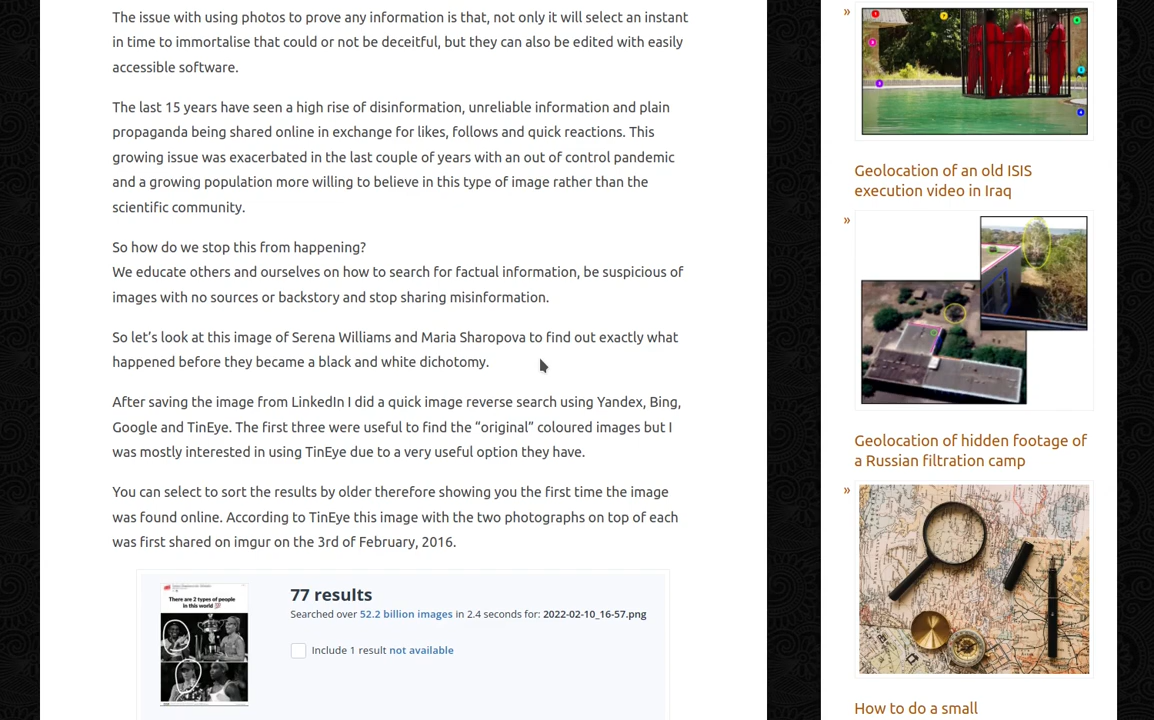 The issue with using photos to prove any information is that, not only it will select an instant
in time to immortalise that could or not be deceitful, but they can also be edited with easily
accessible software.
The last 15 years have seen a high rise of disinformation, unreliable information and plain
propaganda being shared online in exchange for likes, follows and quick reactions. This
growing issue was exacerbated in the last couple of years with an out of control pandemic
and a growing population more willing to believe in this type of image rather than the
scientific community.
So how do we stop this from happening?
We educate others and ourselves on how to search for factual information, be suspicious of
images with no sources or backstory and stop sharing misinformation.
So let’s look at this image of Serena Williams and Maria Sharopova to find out exactly what
happened before they became a black and white dichotomy.
After saving the image from LinkedIn I did a quick image reverse search using Yandex, Bing,
Google and TinEye. The first three were useful to find the “original” coloured images but I
was mostly interested in using TinEye due to a very useful option they have.
You can select to sort the results by older therefore showing you the first time the image
was found online. According to TinEye this image with the two photographs on top of each
was first shared on imgur on the 3rd of February, 2016.
There are 2 types of people
in this world 💯
77 results
Searched over 52.2 billion images in 2.4 seconds for: 2022-02-10_16-57.png
Include 1 result not available
»
Geolocation of an old ISIS
execution video in Iraq
»
Geolocation of hidden footage of
a Russian filtration camp
»
How to do a small